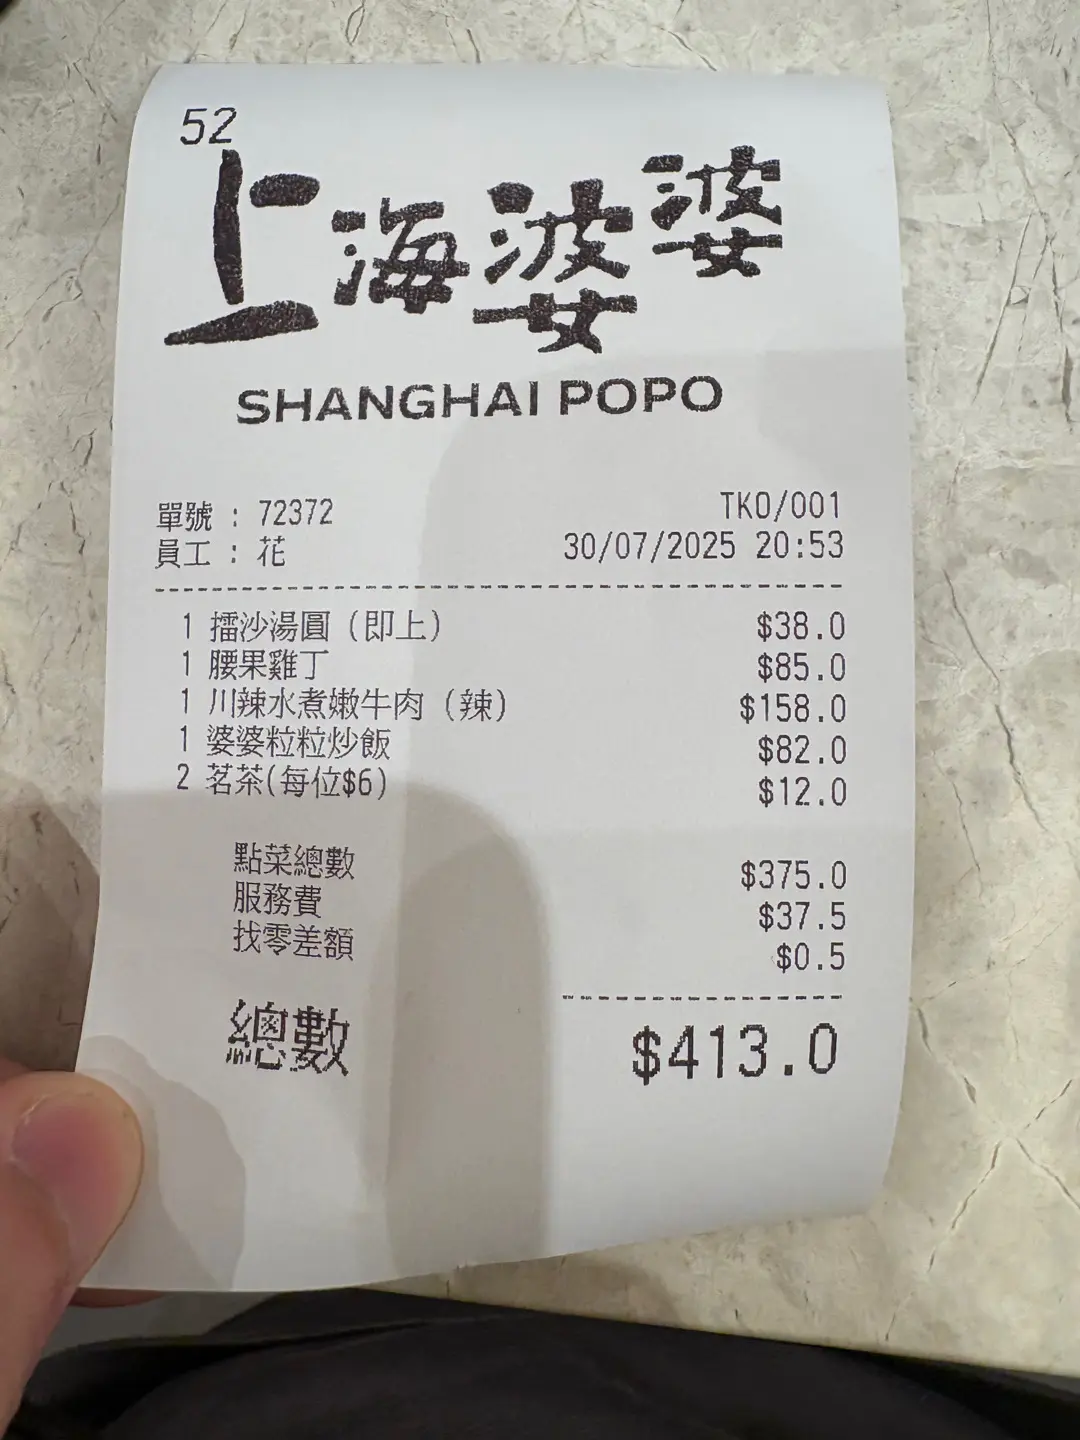 52
上海婆婆
SHANGHAI POPO
單號 : 72372 TKO/001
員工 : 花 30/07/2025 20:53
1 擂沙湯圓 (即上) $38.0
1 腰果雞丁 $85.0
1 川辣水煮嫩牛肉 (辣) $158.0
1 婆婆粒粒炒飯 $82.0
2 茗茶(每位$6) $12.0
點菜總數 $375.0
服務費 $37.5
找零差額 $0.5
總數 $413.0